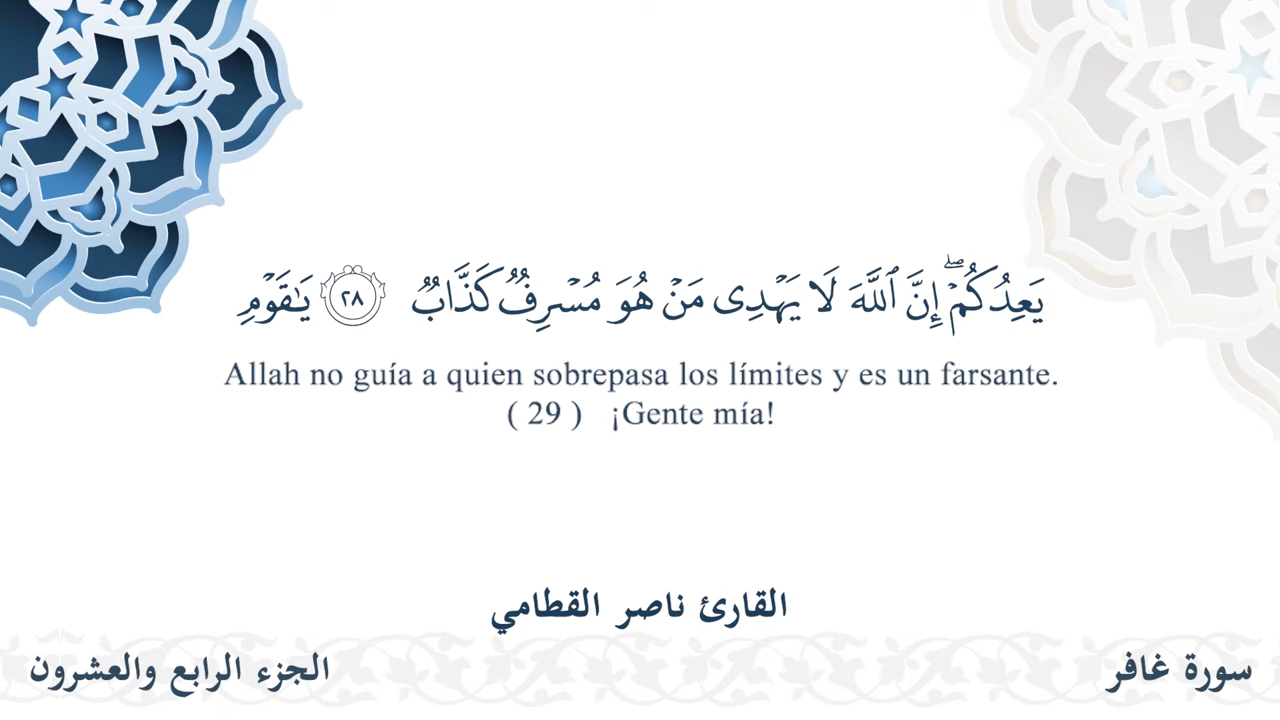 يَعِدُكُمْ ۖ إِنَّ ٱللَّهَ لَا يَهْدِى مَنْ هُوَ مُسْرِفٌ كَذَّابٌ ٢٨ يَـٰقَوْمِ
Allah no guía a quien sobrepasa los límites y es un farsante.
( 29 ) ¡Gente mía!
القارئ ناصر القطامي
سورة غافر
الجزء الرابع والعشرون